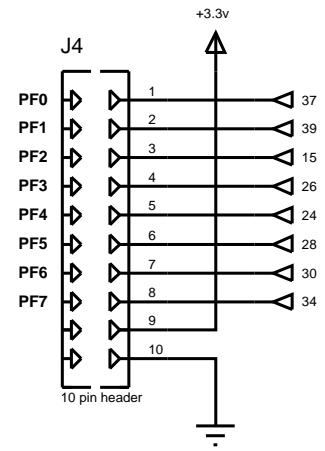 +3.3v
J4
PF0 1 37
PF1 2 39
PF2 3 15
PF3 4 26
PF4 5 24
PF5 6 28
PF6 7 30
PF7 8 34
9
10
10 pin header